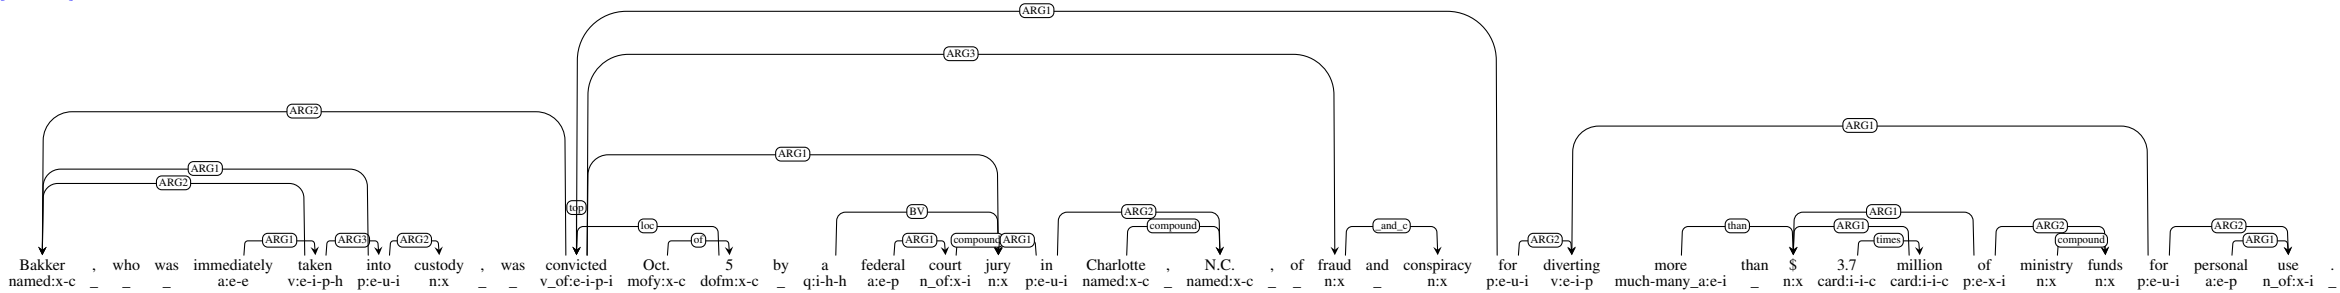 ARG1
ARG3
ARG2
ARG1
ARG1
ARG1
ARG2
top BV ARG2 than ARG1
loc compound _and_c ARG1 ARG2 ARG2
ARG1 ARG3 ARG2 of ARG1 compound ARG1 ARG2 times compound ARG1
Bakker , who was immediately taken into custody , was convicted Oct. 5 by a federal court jury in Charlotte , N.C. , of fraud and conspiracy for diverting more than $ 3.7 million of ministry funds for personal use .
named:x-c _ _ _ a:e-e v:e-i-p-h p:e-u-i n:x _ _ v_of:e-i-p-i mofy:x-c dofm:x-c _ q:i-h-h a:e-p n_of:x-i n:x p:e-u-i named:x-c _ named:x-c _ _ n:x _ n:x p:e-u-i v:e-i-p much-many_a:e-i _ n:x card:i-i-c card:i-i-c p:e-x-i n:x n:x p:e-u-i a:e-p n_of:x-i _